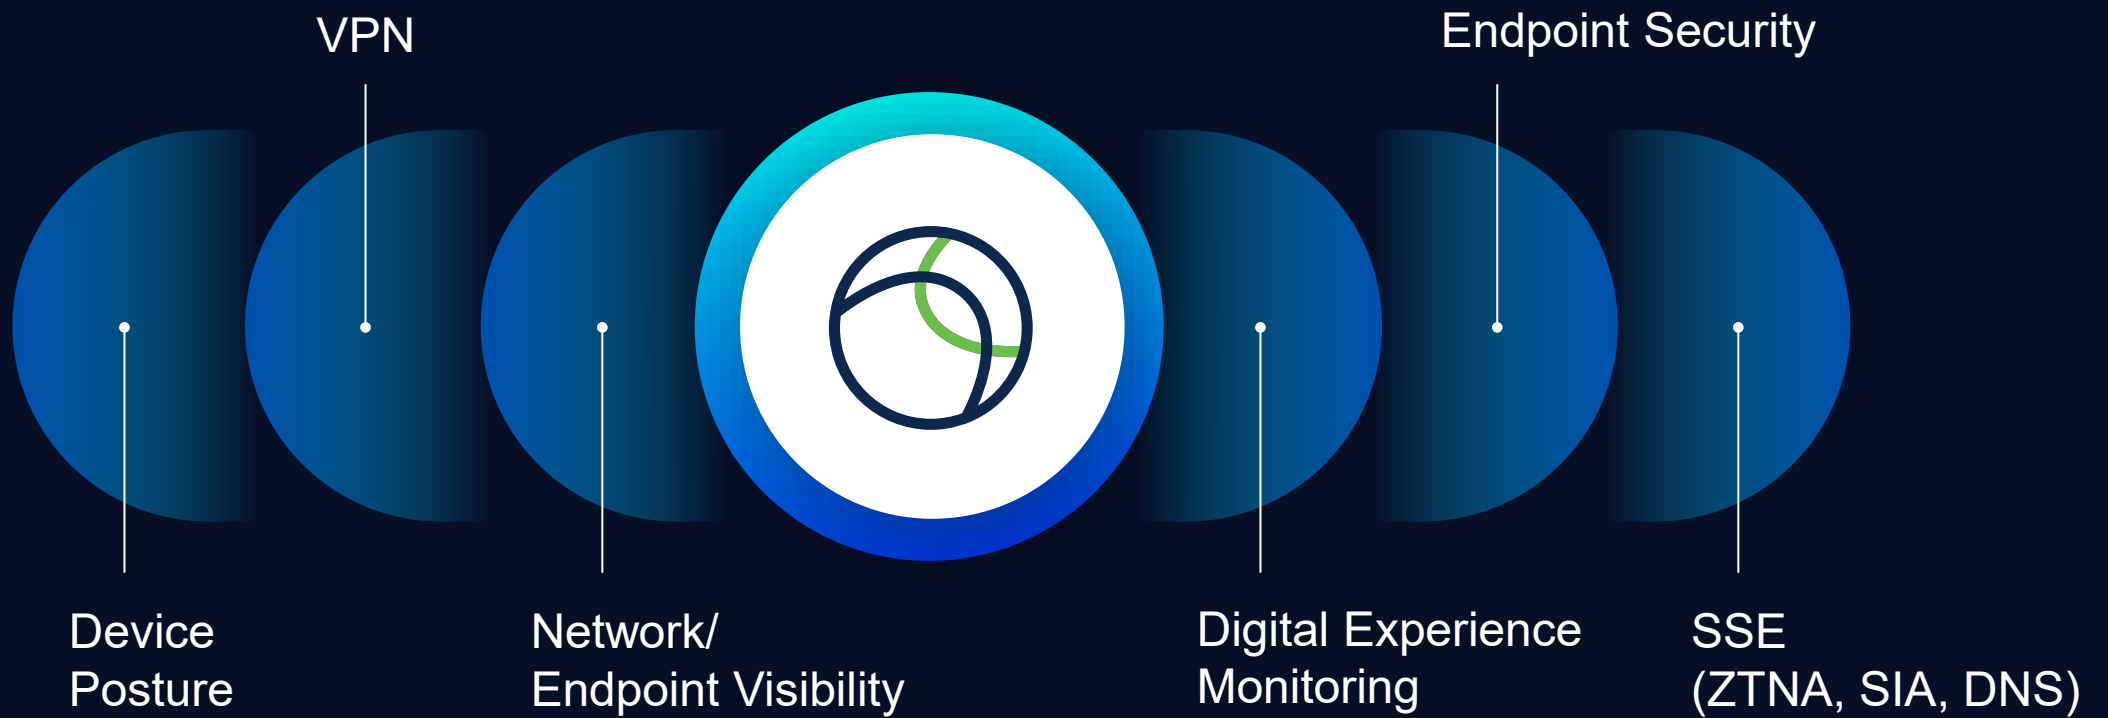 VPN
Endpoint Security
Device
Posture
Network/
Endpoint Visibility
Digital Experience
Monitoring
SSE
(ZTNA, SIA, DNS)